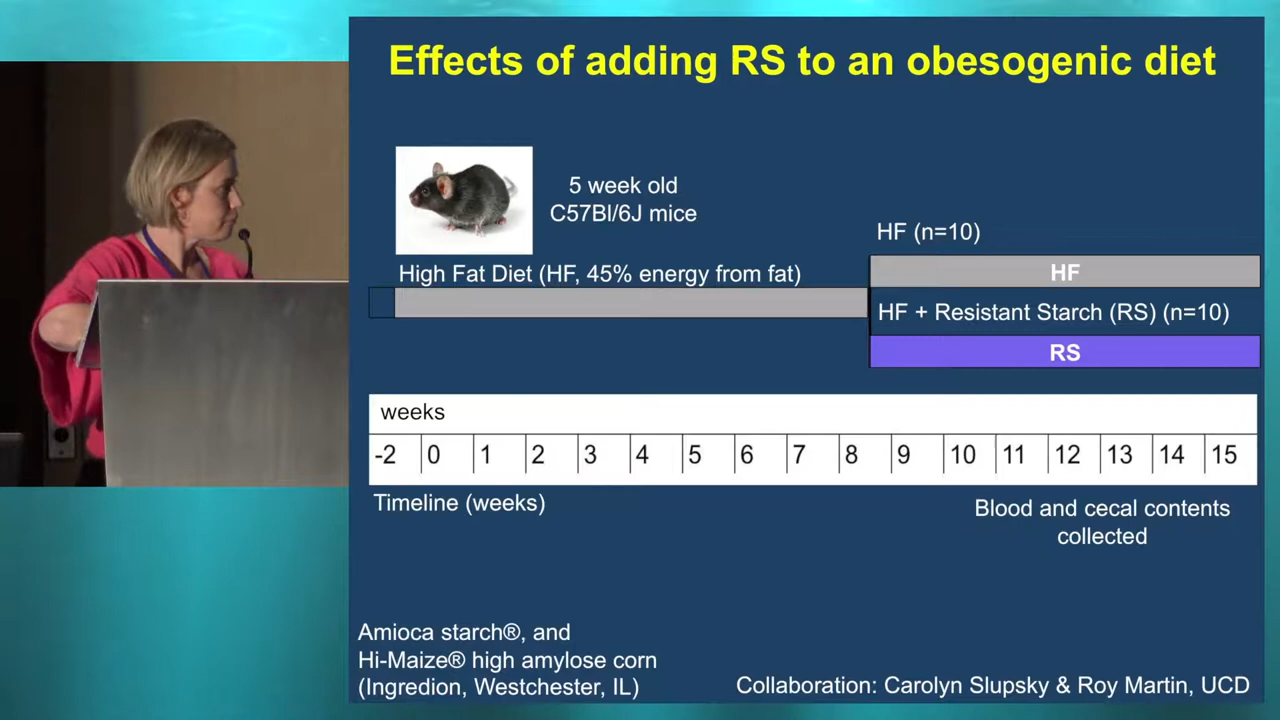 Effects of adding RS to an obesogenic diet
5 week old
C57Bl/6J mice
HF (n=10)
High Fat Diet (HF, 45% energy from fat)
HF
HF + Resistant Starch (RS) (n=10)
RS
weeks
-2 0 1 2 3 4 5 6 7 8 9 10 11 12 13 14 15
Timeline (weeks)
Blood and cecal contents
collected
Amioca starch®, and
Hi-Maize® high amylose corn
(Ingredion, Westchester, IL)
Collaboration: Carolyn Slupsky & Roy Martin, UCD